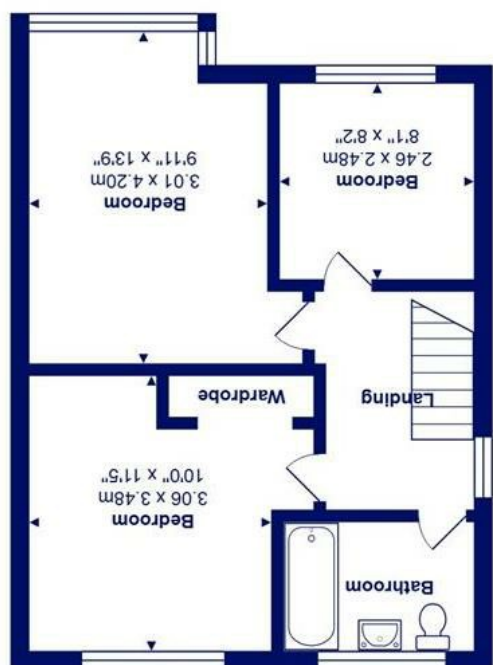 Bathroom
Bedroom
3.06 x 3.48m
10'0" x 11'5"
Landing
Wardrobe
Bedroom
2.46 x 2.48m
8'1" x 8'2"
Bedroom
3.01 x 4.20m
9'11" x 13'9"